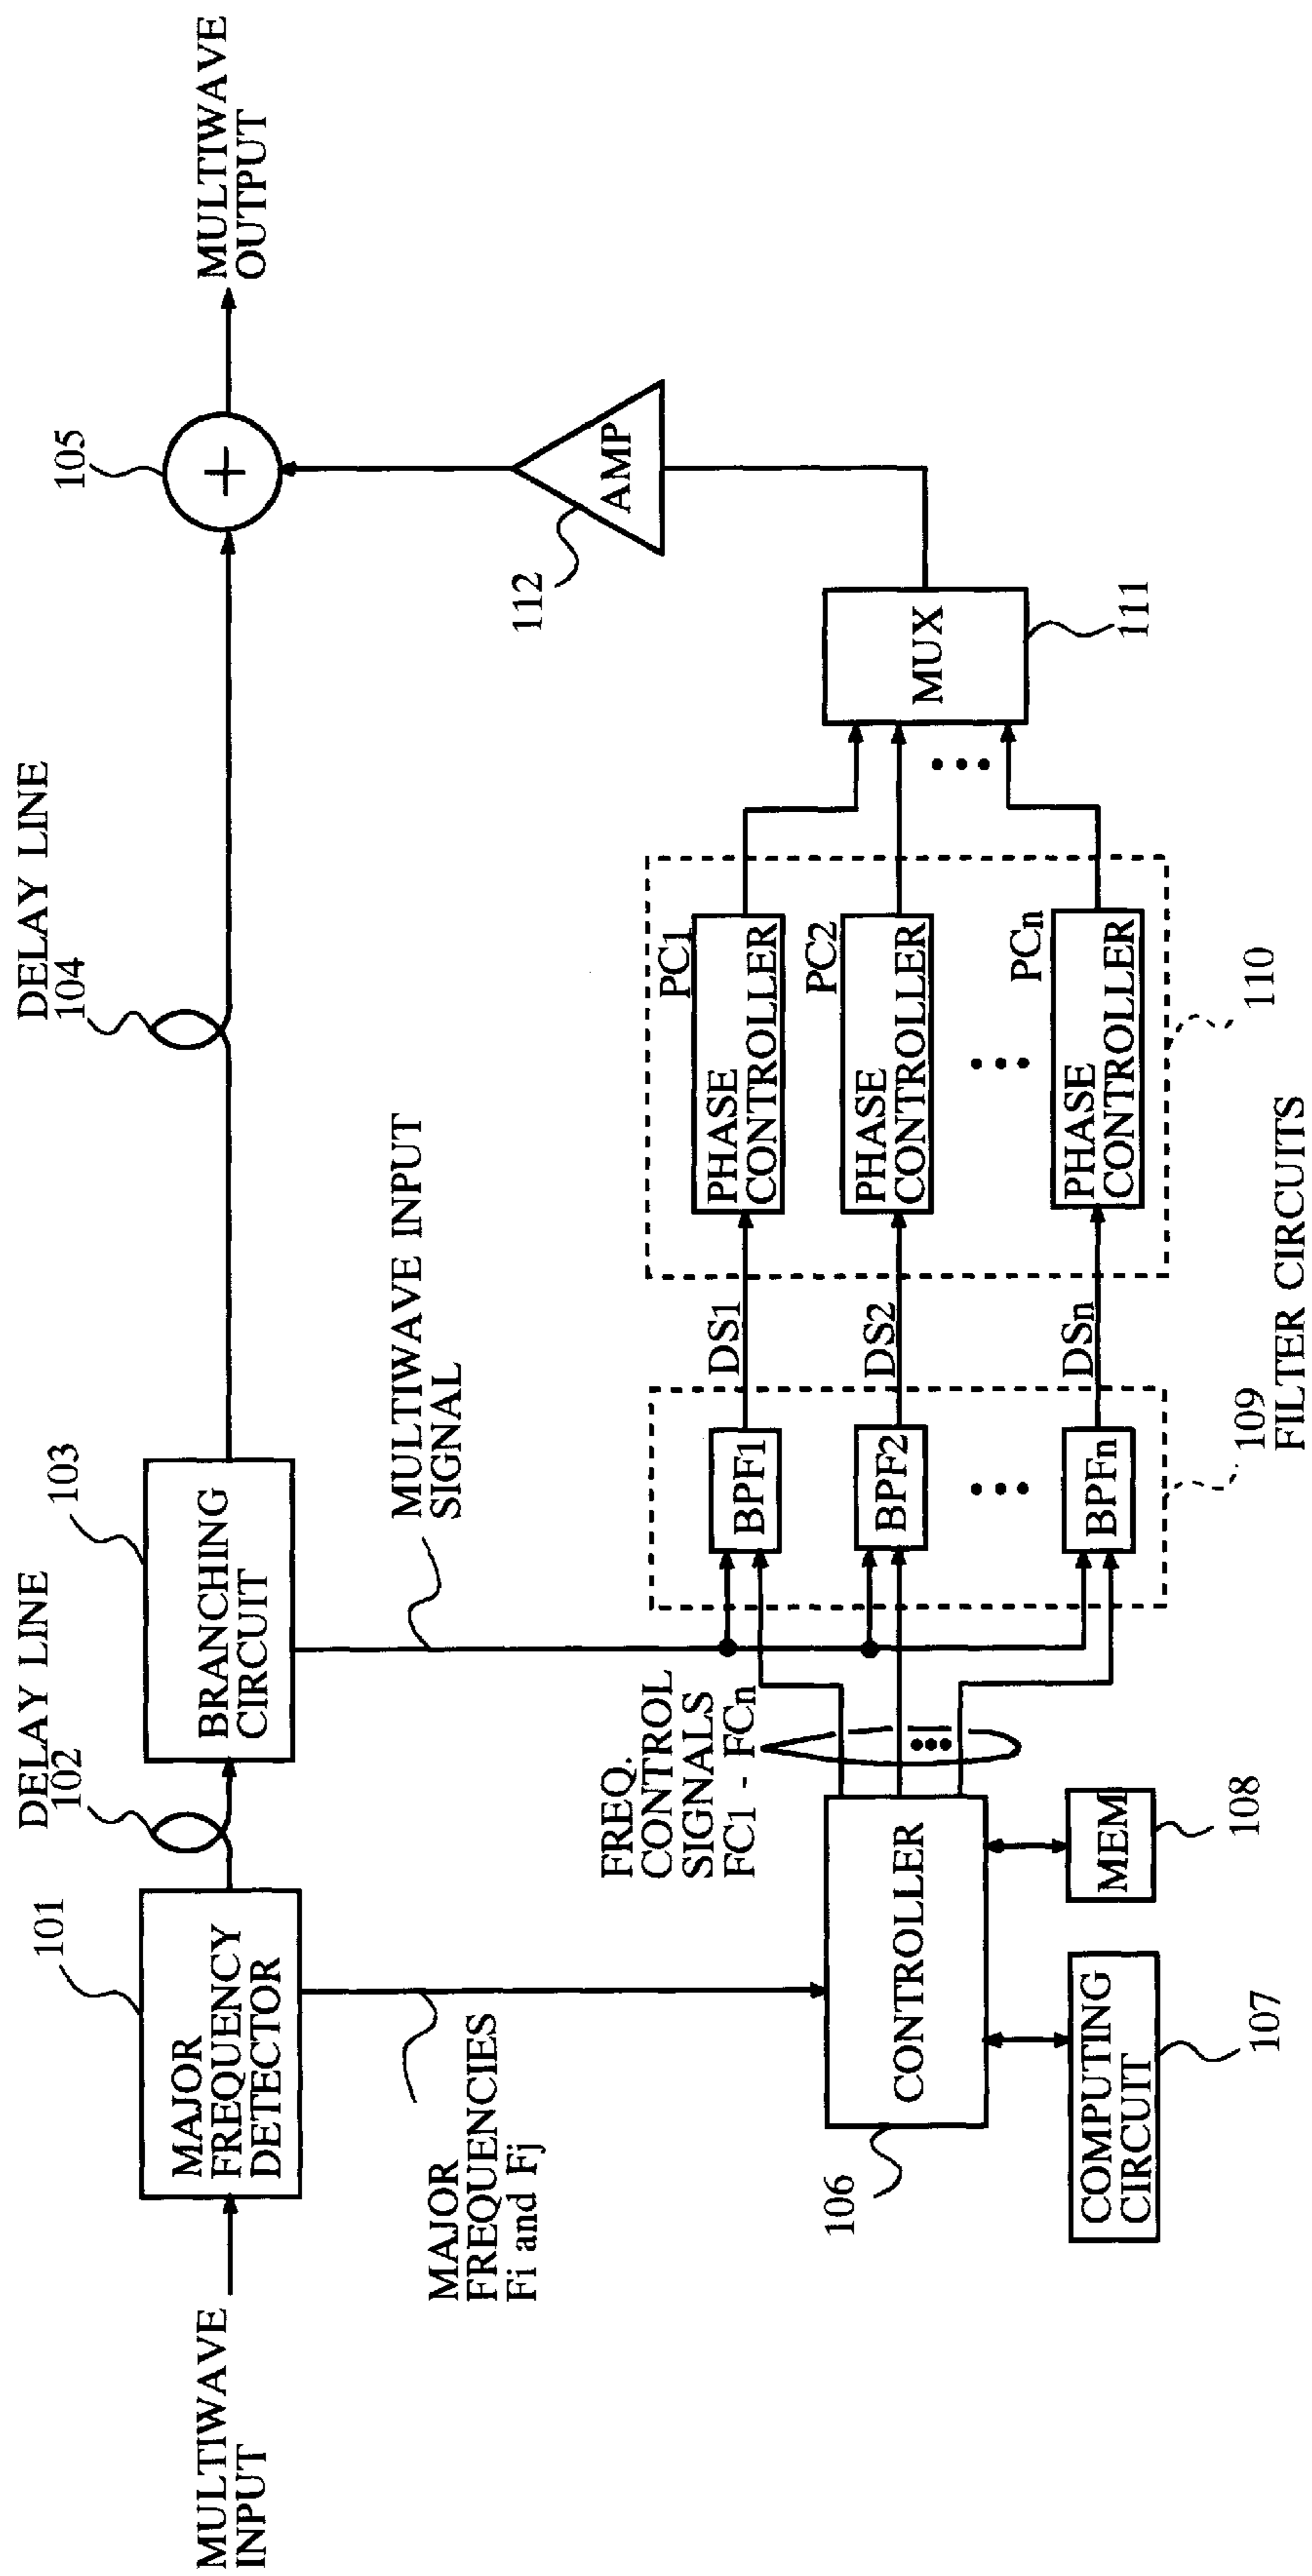 MULTIWAVE
INPUT
101
MAJOR
FREQUENCY
DETECTOR
DELAY LINE
102
103
BRANCHING
CIRCUIT
DELAY LINE
104
105
+
MULTIWAVE
OUTPUT
MAJOR
FREQUENCIES
Fi and Fj
MULTIWAVE INPUT
SIGNAL
FREQ.
CONTROL
SIGNALS
FC1 - FCn
106
CONTROLLER
COMPUTING
CIRCUIT
107
MEM
108
BPF1
BPF2
BPFn
109
FILTER CIRCUITS
DS1
DS2
DSn
PC1
PHASE
CONTROLLER
PC2
PHASE
CONTROLLER
PCn
PHASE
CONTROLLER
110
MUX
111
112
AMP